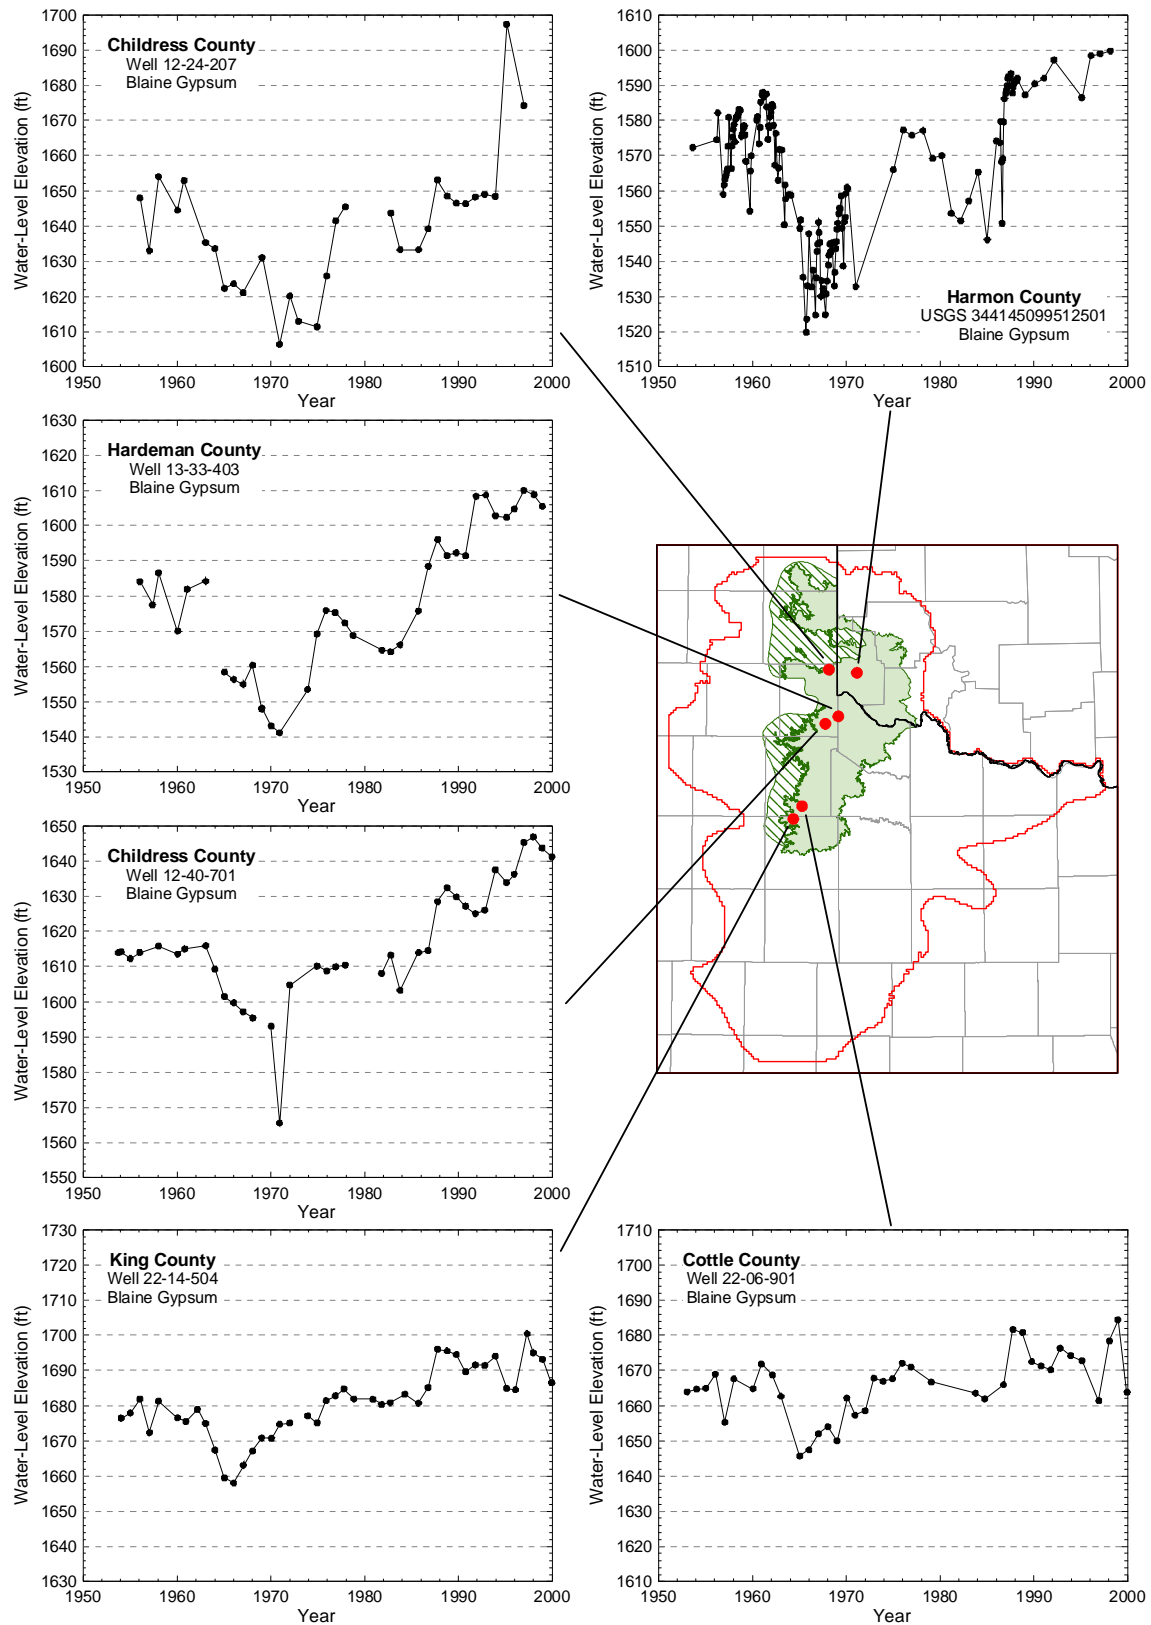 Childress County
Well 12-24-207
Blaine Gypsum
Water-Level Elevation (ft)
1700
1690
1680
1670
1660
1650
1640
1630
1620
1610
1600
1950 1960 1970 1980 1990 2000
Year
Harmon County
USGS 344145099512501
Blaine Gypsum
Water-Level Elevation (ft)
1610
1600
1590
1580
1570
1560
1550
1540
1530
1520
1510
1950 1960 1970 1980 1990 2000
Year
Hardeman County
Well 13-33-403
Blaine Gypsum
Water-Level Elevation (ft)
1630
1620
1610
1600
1590
1580
1570
1560
1550
1540
1530
1950 1960 1970 1980 1990 2000
Year
Childress County
Well 12-40-701
Blaine Gypsum
Water-Level Elevation (ft)
1650
1640
1630
1620
1610
1600
1590
1580
1570
1560
1550
1950 1960 1970 1980 1990 2000
Year
King County
Well 22-14-504
Blaine Gypsum
Water-Level Elevation (ft)
1730
1720
1710
1700
1690
1680
1670
1660
1650
1640
1630
1950 1960 1970 1980 1990 2000
Year
Cottle County
Well 22-06-901
Blaine Gypsum
Water-Level Elevation (ft)
1710
1700
1690
1680
1670
1660
1650
1640
1630
1620
1610
1950 1960 1970 1980 1990 2000
Year